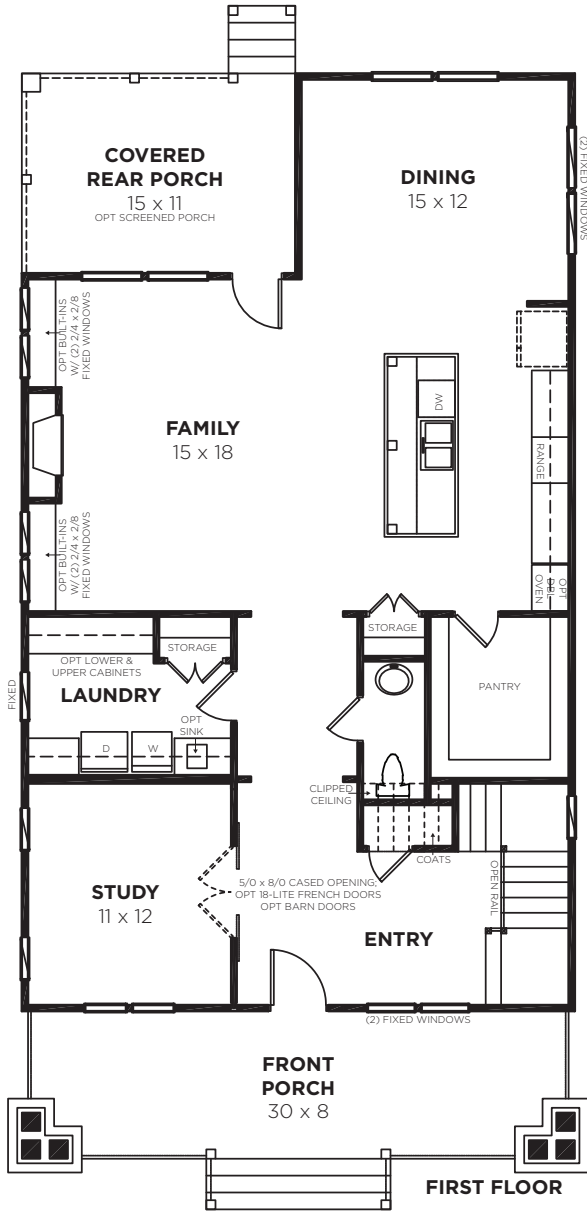 COVERED
REAR PORCH
15 x 11
OPT SCREENED PORCH
DINING
15 x 12
(2) FIXED WINDOWS
OPT BUILT-INS
W/ (2) 2/4 x 2/8
FIXED WINDOWS
FAMILY
15 x 18
DW
RANGE
OPT BUILT-INS
W/ (2) 2/4 x 2/8
FIXED WINDOWS
OPT
DBL
OVEN
STORAGE
STORAGE
OPT LOWER &
UPPER CABINETS
FIXED
LAUNDRY
OPT
SINK
D
W
PANTRY
CLIPPED
CEILING
COATS
STUDY
11 x 12
5/0 x 8/0 CASED OPENING;
OPT 18-LITE FRENCH DOORS
OPT BARN DOORS
OPEN RAIL
ENTRY
(2) FIXED WINDOWS
FRONT
PORCH
30 x 8
FIRST FLOOR